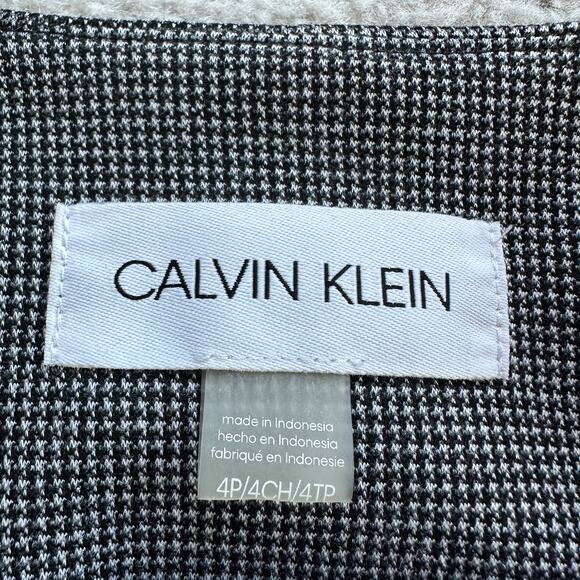 CALVIN KLEIN
made in Indonesia
hecho en Indonesia
fabriqué en Indonesie
4P/4CH/4TP